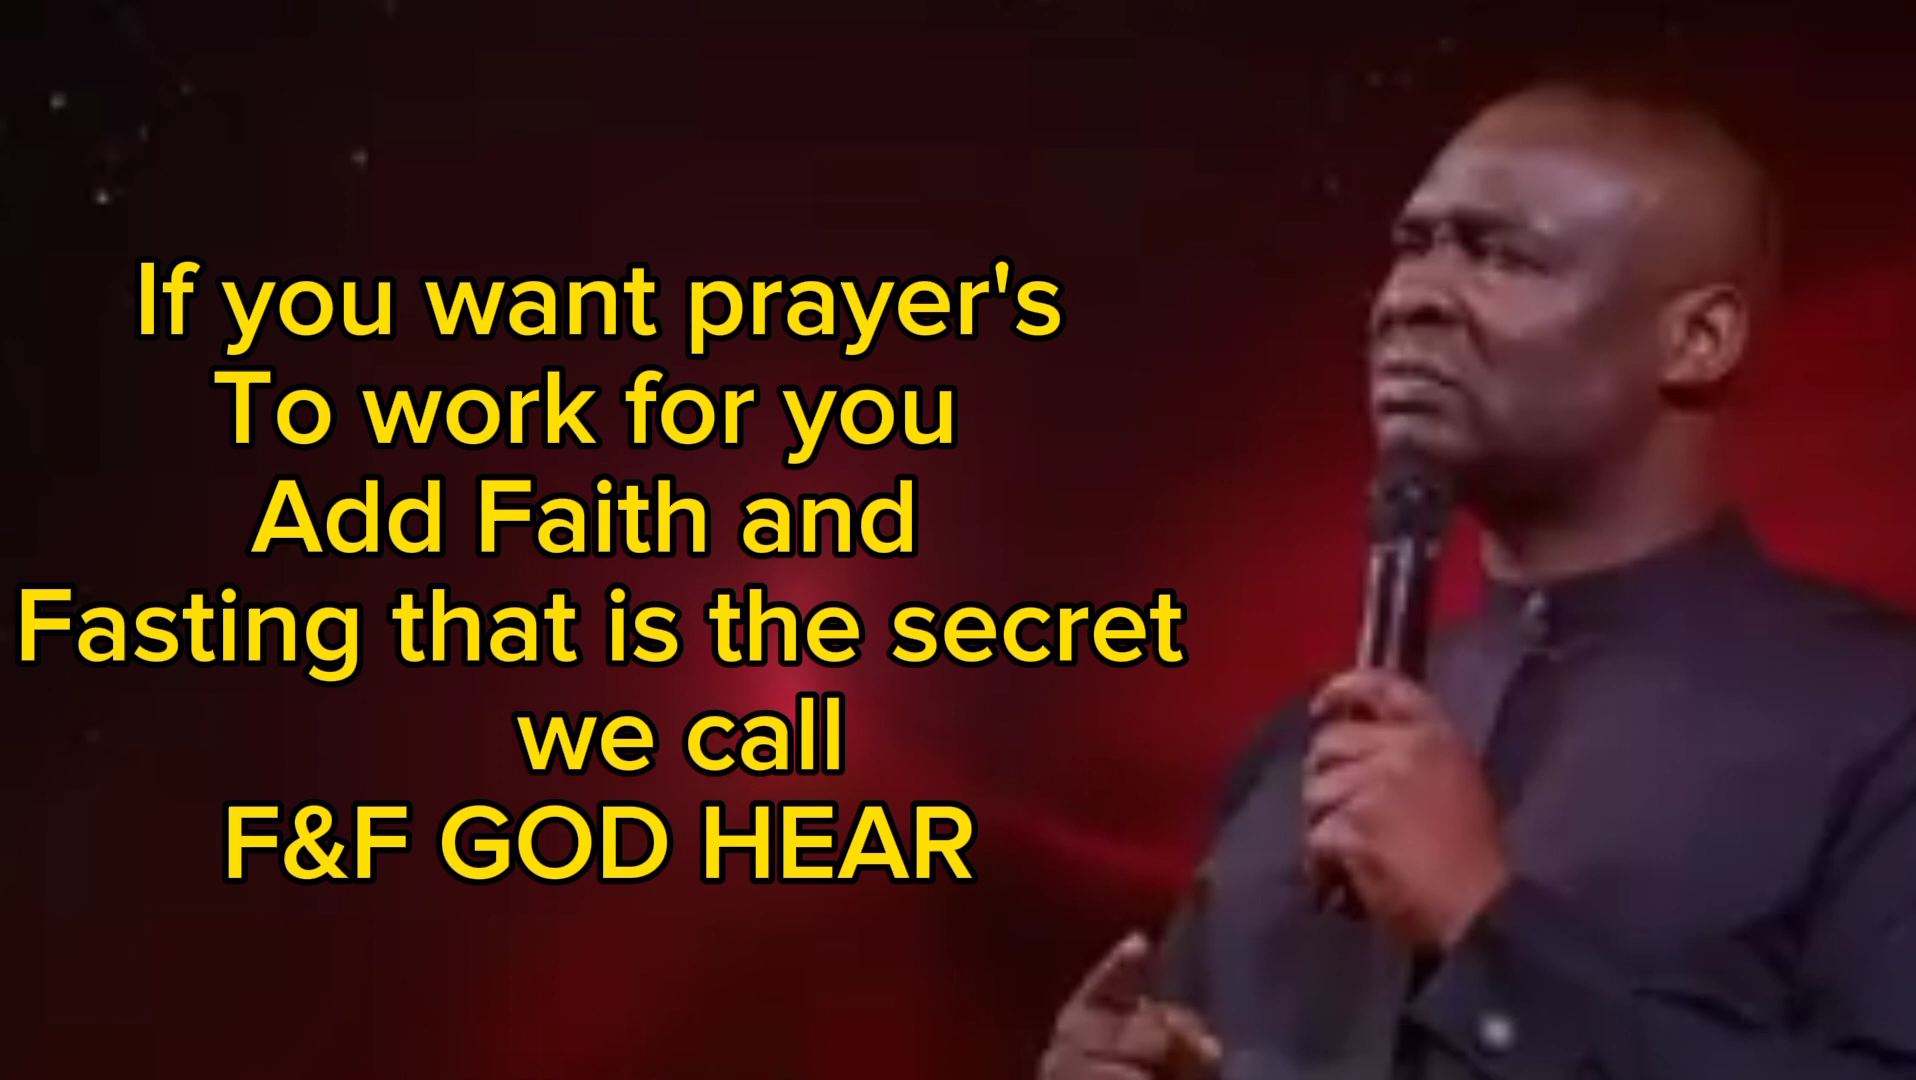 If you want prayer's
To work for you
Add Faith and
Fasting that is the secret
we call
F&F GOD HEAR